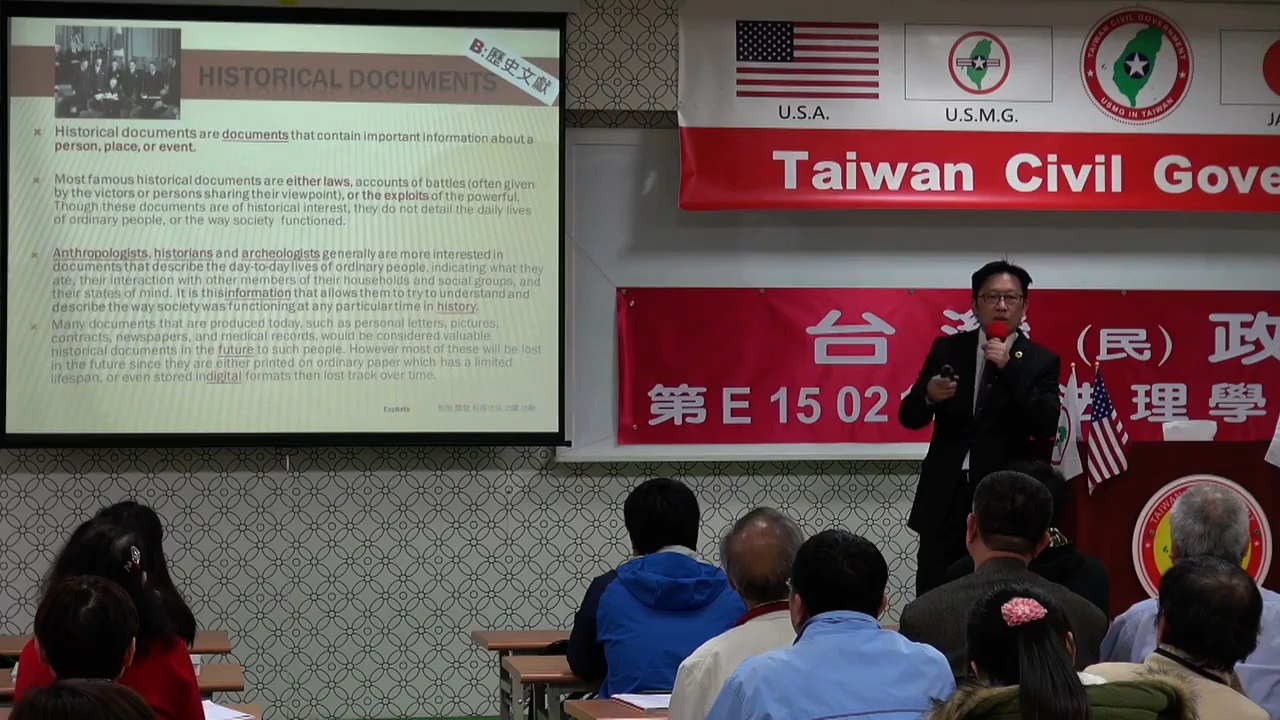 B:歷史文獻
HISTORICAL DOCUMENTS
Historical documents are documents that contain important information about a
person, place, or event.
Most famous historical documents are either laws, accounts of battles (often given
by the victors or persons sharing their viewpoint), or the exploits of the powerful.
Though these documents are of historical interest, they do not detail the daily lives
of ordinary people, or the way society functioned.
Anthropologists, historians and archeologists generally are more interested in
documents that describe the day-to-day lives of ordinary people, indicating what they
ate, their interaction with other members of their households and social groups, and
their states of mind. It is this information that allows them to try to understand and
describe the way society was functioning at any particular time in history.
Many documents that are produced today, such as personal letters, pictures,
contracts, newspapers, and medical records, would be considered valuable
historical documents in the future to such people. However most of these will be lost
in the future since they are either printed on ordinary paper which has a limited
lifespan, or even stored in digital formats then lost track over time.
U.S.A.
U.S.M.G.
TAIWAN CIVIL GOVERNMENT
USMG IN TAIWAN
JA
Taiwan Civil Gove
台 (民) 政
第 E 15 02
理學
TAIWAN